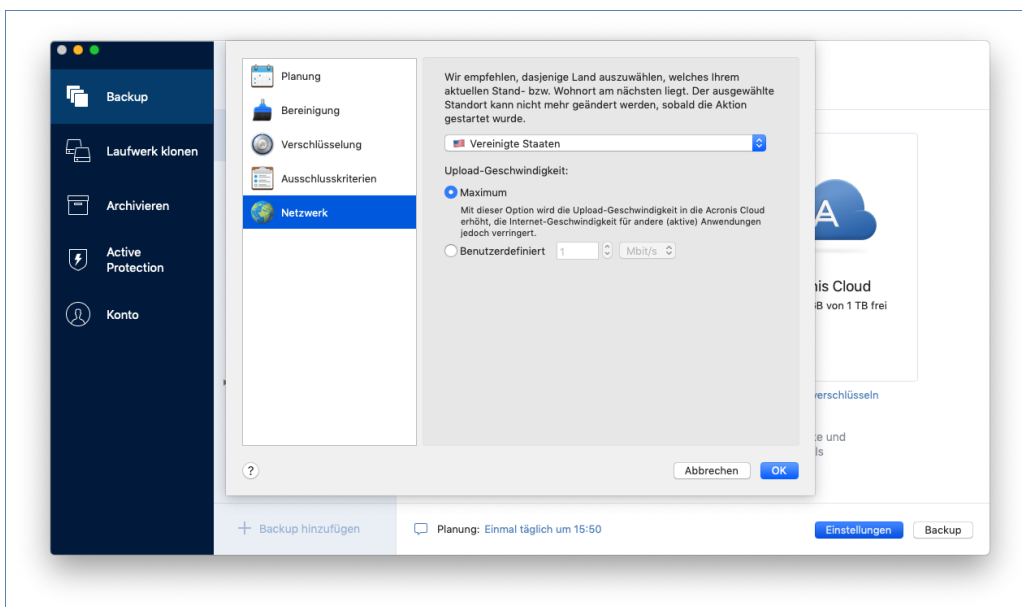 Backup
Laufwerk klonen
Archivieren
Active
Protection
Konto
Planung
Bereinigung
Verschlüsselung
Ausschlusskriterien
Netzwerk
Wir empfehlen, dasjenige Land auszuwählen, welches Ihrem
aktuellen Stand- bzw. Wohnort am nächsten liegt. Der ausgewählte
Standort kann nicht mehr geändert werden, sobald die Aktion
gestartet wurde.
Vereinigte Staaten
Upload-Geschwindigkeit:
Maximum
Mit dieser Option wird die Upload-Geschwindigkeit in die Acronis Cloud
erhöht, die Internet-Geschwindigkeit für andere (aktive) Anwendungen
jedoch verringert.
Benutzerdefiniert 1 Mbit/s
?
Abbrechen OK
A
nis Cloud
GB von 1 TB frei
verschlüsseln
te und
ls
+ Backup hinzufügen
Planung: Einmal täglich um 15:50
Einstellungen Backup